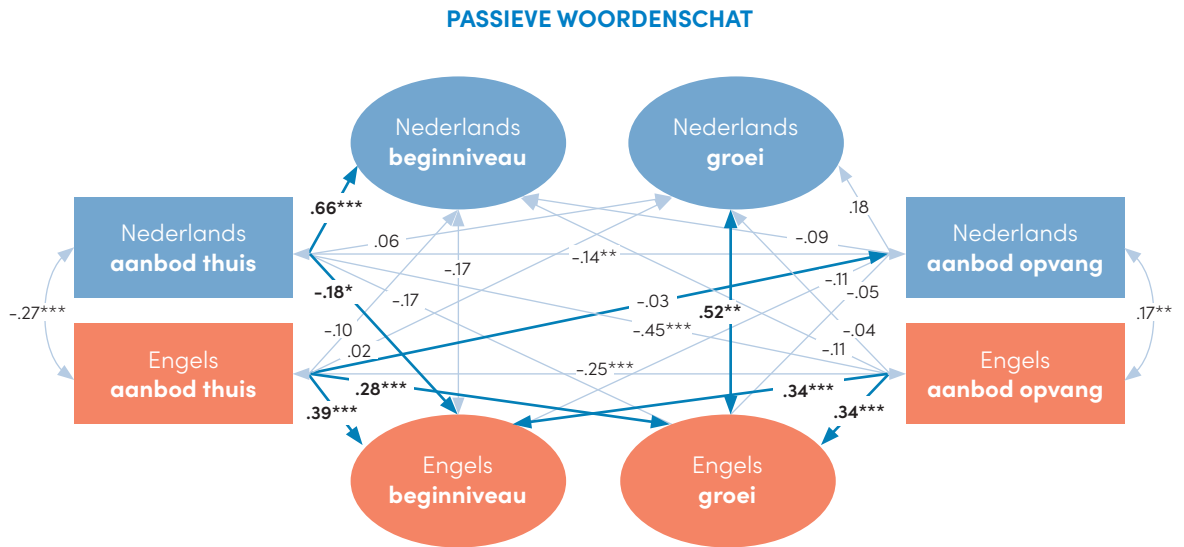 PASSIEVE WOORDENSCHAT
Nederlands
beginniveau
Nederlands
groei
.66***
.18
Nederlands
aanbod thuis
.06
-.09
Nederlands
aanbod opvang
-.14**
-.17
-.11
-.18*
-.17
-.03
-.05
.52**
-.27***
.17**
-.10
-.45***
-.04
.02
-.11
Engels
aanbod thuis
-.25***
Engels
aanbod opvang
.28***
.34***
.39***
.34***
Engels
beginniveau
Engels
groei